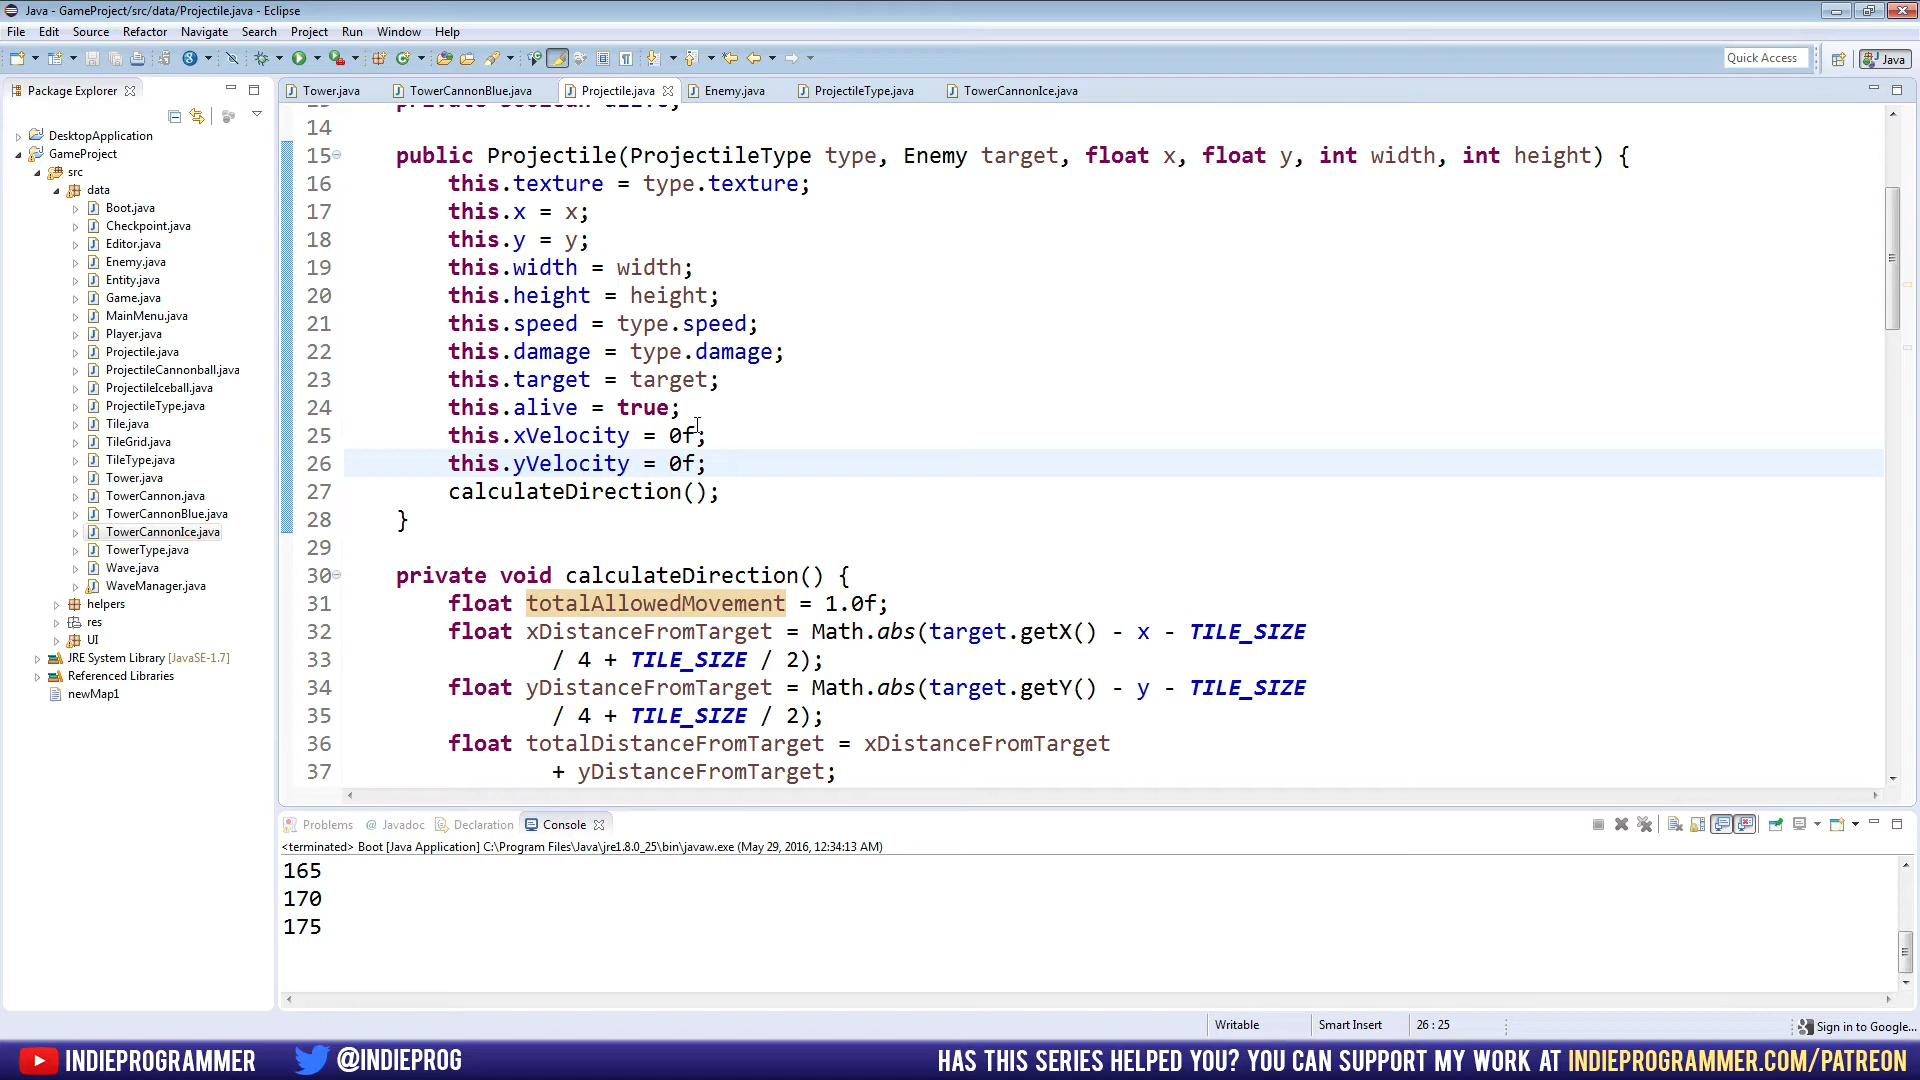 Java - GameProject/src/data/Projectile.java - Eclipse
File Edit Source Refactor Navigate Search Project Run Window Help
Quick Access
Java
Package Explorer
Tower.java TowerCannonBlue.java Projectile.java Enemy.java ProjectileType.java TowerCannonIce.java
DesktopApplication
GameProject
src
data
Boot.java
Checkpoint.java
Editor.java
Enemy.java
Entity.java
Game.java
MainMenu.java
Player.java
Projectile.java
ProjectileCannonball.java
ProjectileIceball.java
ProjectileType.java
Tile.java
TileGrid.java
TileType.java
Tower.java
TowerCannon.java
TowerCannonBlue.java
TowerCannonIce.java
TowerType.java
Wave.java
WaveManager.java
helpers
res
UI
JRE System Library [JavaSE-1.7]
Referenced Libraries
newMap1
13 private boolean alive;
14
15 public Projectile(ProjectileType type, Enemy target, float x, float y, int width, int height) {
16 this.texture = type.texture;
17 this.x = x;
18 this.y = y;
19 this.width = width;
20 this.height = height;
21 this.speed = type.speed;
22 this.damage = type.damage;
23 this.target = target;
24 this.alive = true;
25 this.xVelocity = 0f;
26 this.yVelocity = 0f;
27 calculateDirection();
28 }
29
30 private void calculateDirection() {
31 float totalAllowedMovement = 1.0f;
32 float xDistanceFromTarget = Math.abs(target.getX() - x - TILE_SIZE
33 / 4 + TILE_SIZE / 2);
34 float yDistanceFromTarget = Math.abs(target.getY() - y - TILE_SIZE
35 / 4 + TILE_SIZE / 2);
36 float totalDistanceFromTarget = xDistanceFromTarget
37 + yDistanceFromTarget;
Problems Javadoc Declaration Console
<terminated> Boot [Java Application] C:\Program Files\Java\jre1.8.0_25\bin\javaw.exe (May 29, 2016, 12:34:13 AM)
165
170
175
Writable Smart Insert 26 : 25
Sign in to Google...
INDIEPROGRAMMER @INDIEPROG HAS THIS SERIES HELPED YOU? YOU CAN SUPPORT MY WORK AT INDIEPROGRAMMER.COM/PATREON